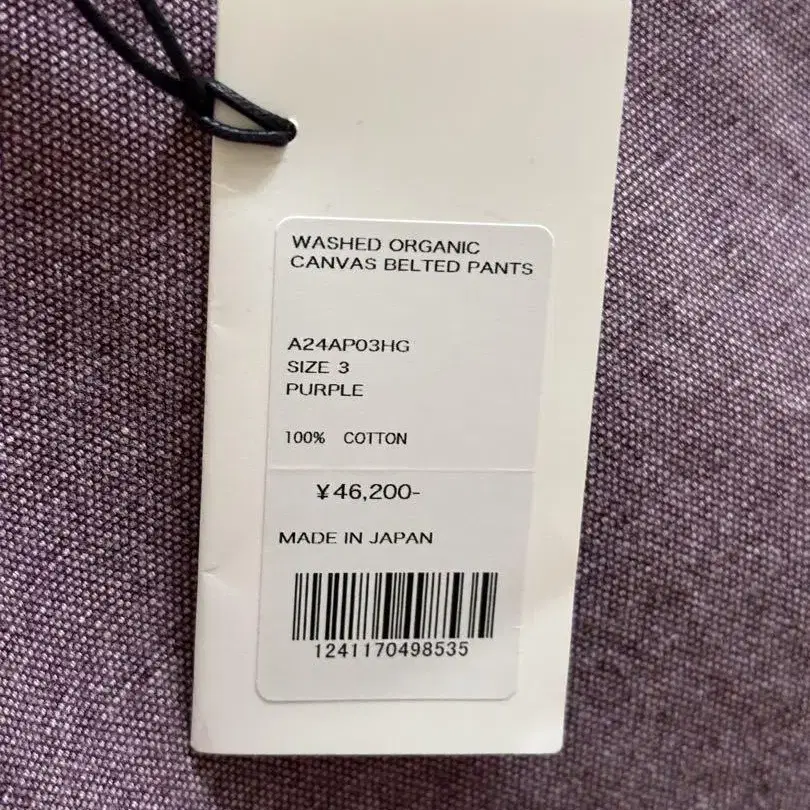 WASHED ORGANIC
CANVAS BELTED PANTS
A24AP03HG
SIZE 3
PURPLE
100% COTTON
¥46,200-
MADE IN JAPAN
1241170498535